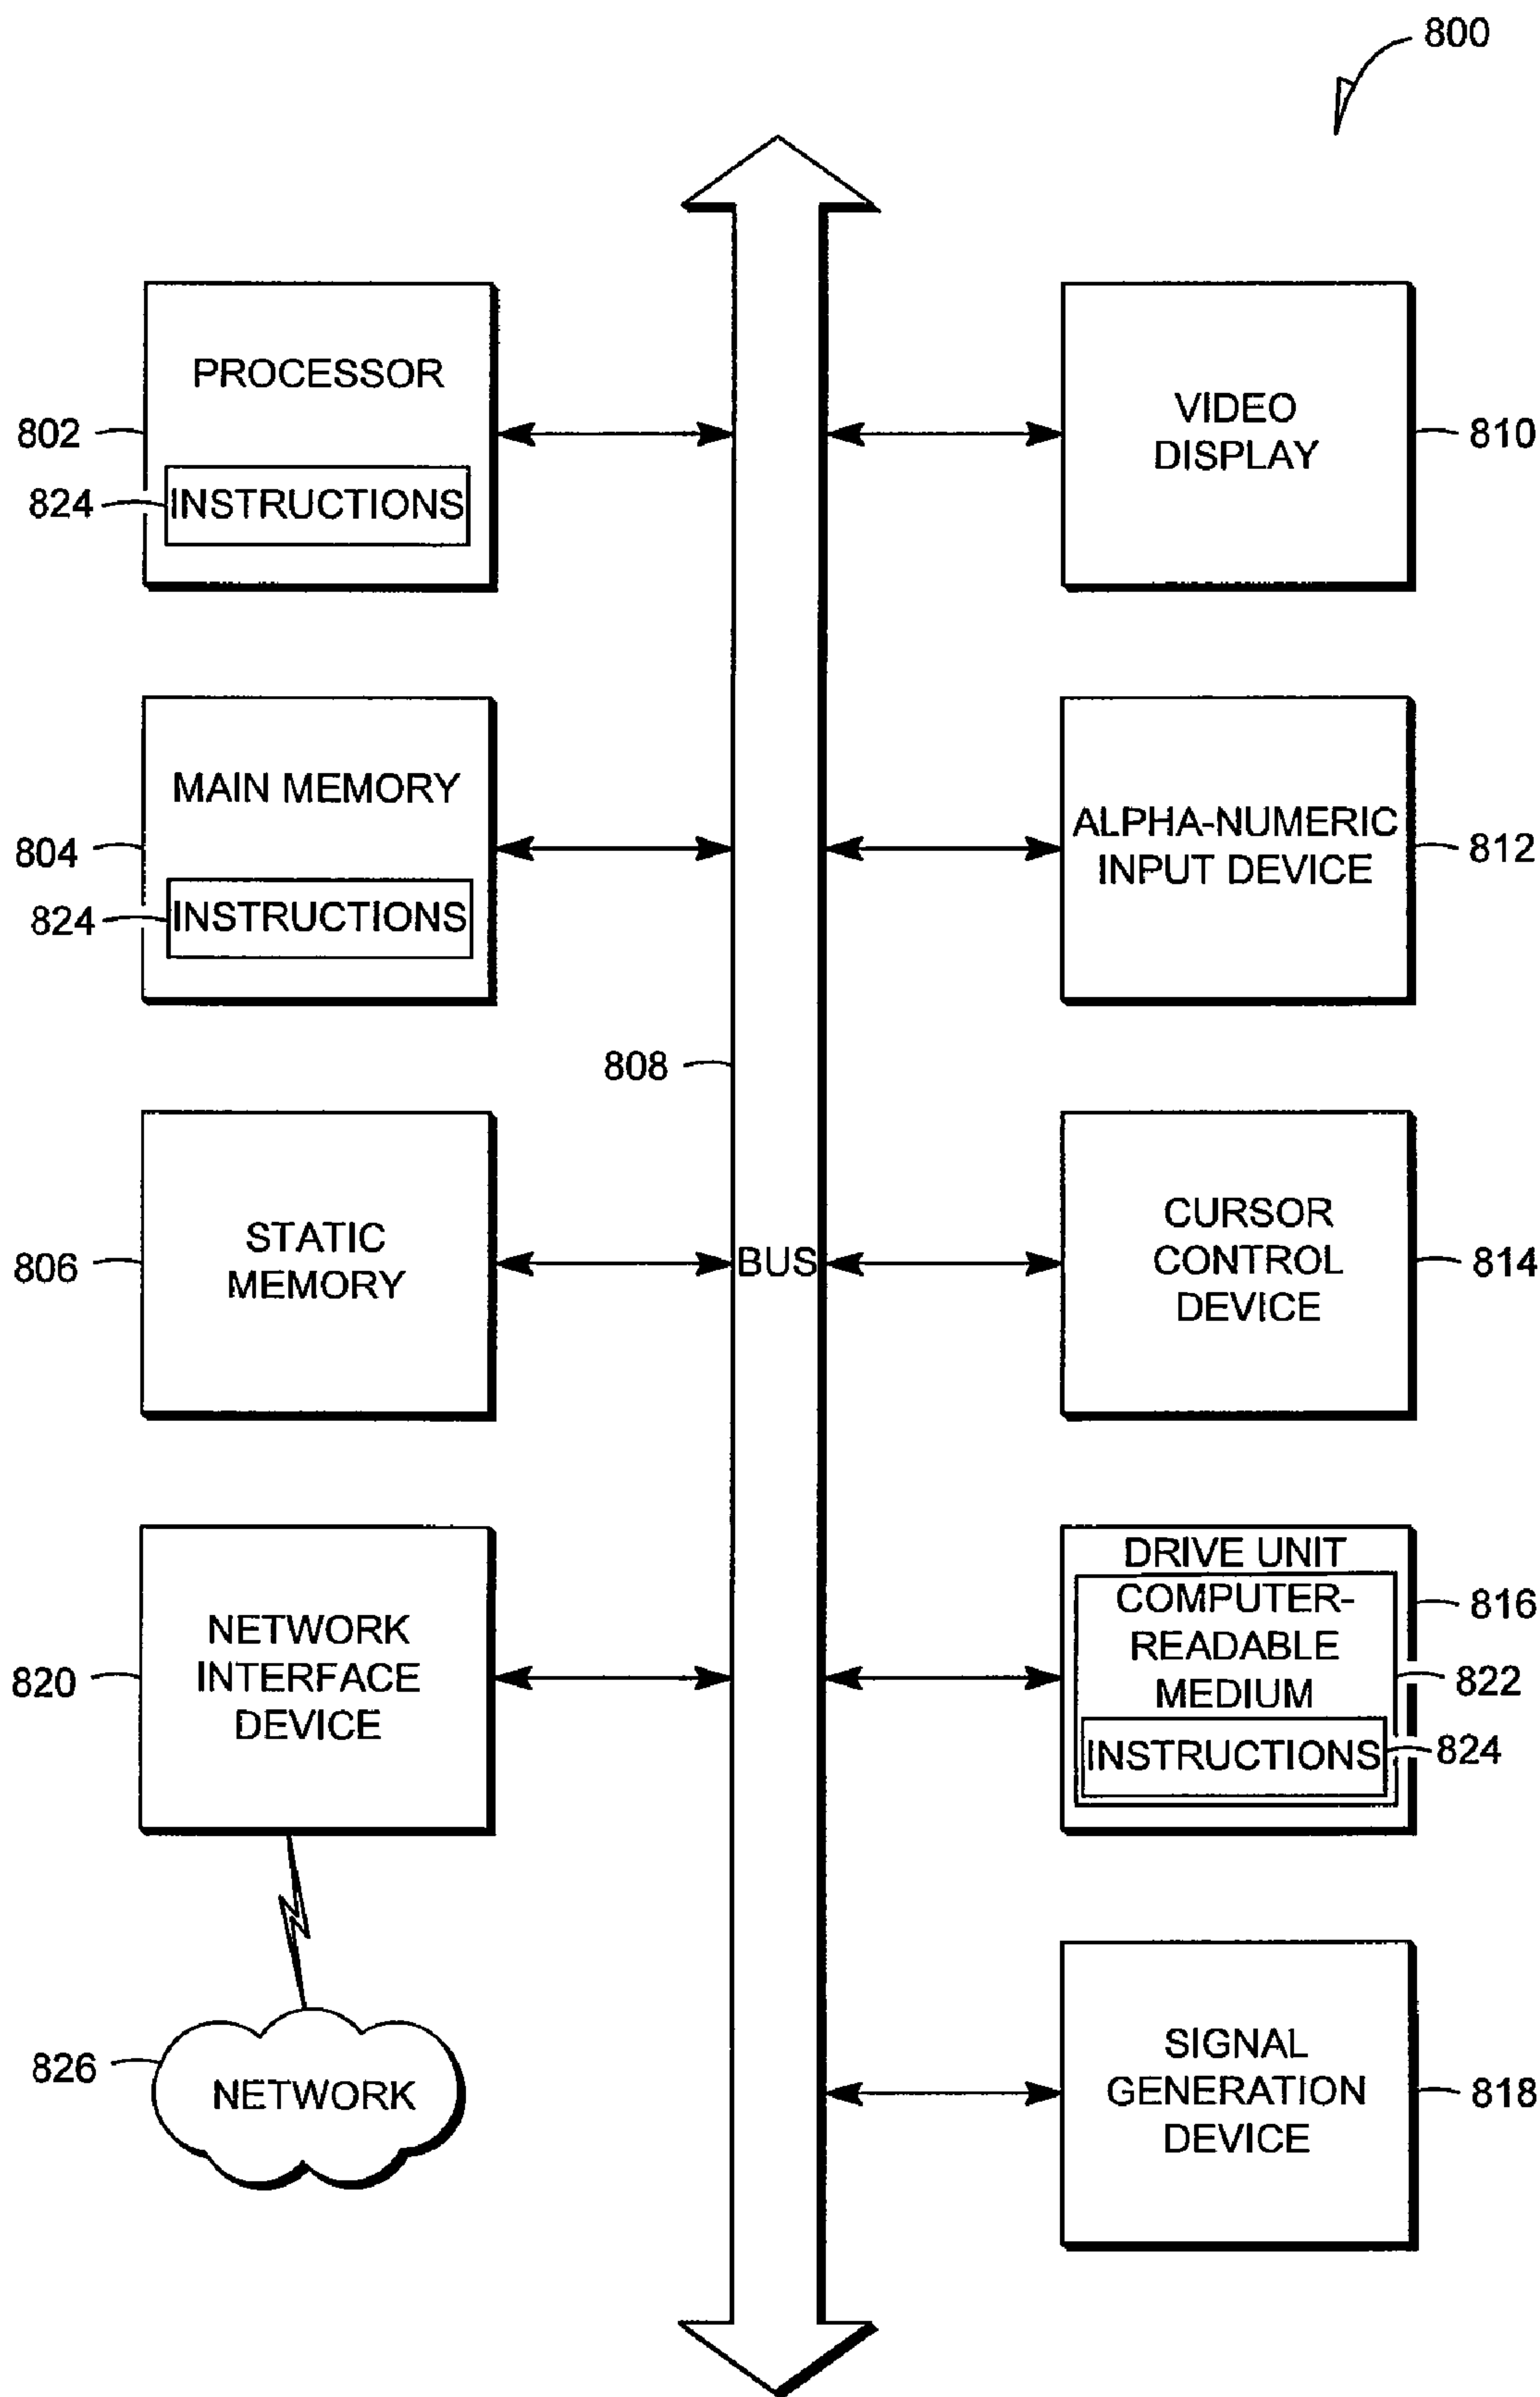 800
PROCESSOR
802
824
INSTRUCTIONS
VIDEO
DISPLAY
810
MAIN MEMORY
804
824
INSTRUCTIONS
ALPHA-NUMERIC
INPUT DEVICE
812
808
STATIC
MEMORY
806
BUS
CURSOR
CONTROL
DEVICE
814
NETWORK
INTERFACE
DEVICE
820
DRIVE UNIT
COMPUTER-
READABLE
MEDIUM
INSTRUCTIONS
816
822
824
826
NETWORK
SIGNAL
GENERATION
DEVICE
818